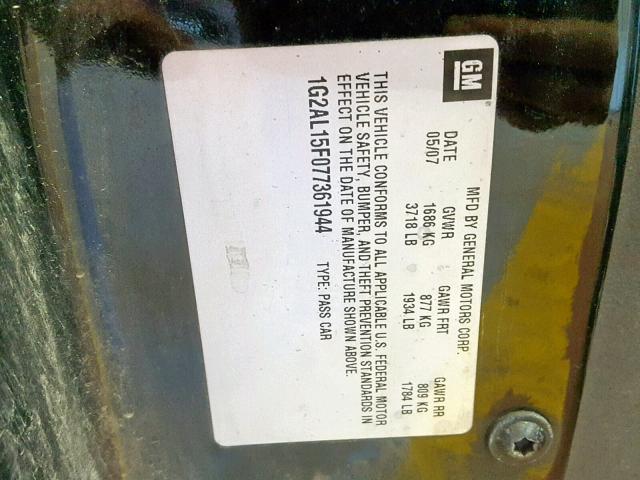 GM
MFD BY GENERAL MOTORS CORP.
DATE GVWR GAWR FRT GAWR RR
05/07 1686 KG 877 KG 809 KG
3718 LB 1934 LB 1784 LB
THIS VEHICLE CONFORMS TO ALL APPLICABLE U.S. FEDERAL MOTOR
VEHICLE SAFETY, BUMPER, AND THEFT PREVENTION STANDARDS IN
EFFECT ON THE DATE OF MANUFACTURE SHOWN ABOVE.
1G2AL15F077361944 TYPE: PASS CAR